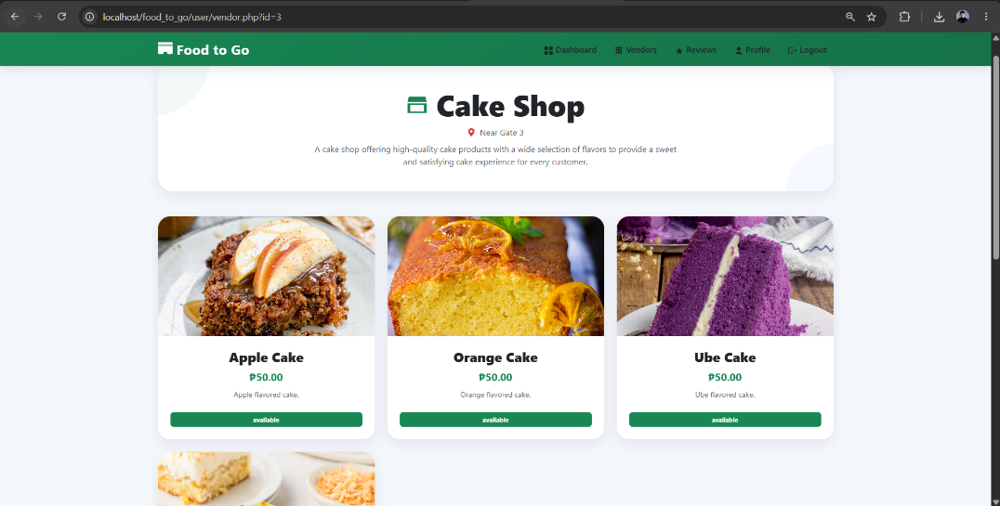 localhost/food_to_go/user/vendor.php?id=3
Food to Go
Dashboard Vendors Reviews Profile Logout
Cake Shop
Near Gate 3
A cake shop offering high-quality cake products with a wide selection of flavors to provide a sweet
and satisfying cake experience for every customer.
Apple Cake
₱50.00
Apple flavored cake.
available
Orange Cake
₱50.00
Orange flavored cake.
available
Ube Cake
₱50.00
Ube flavored cake.
available